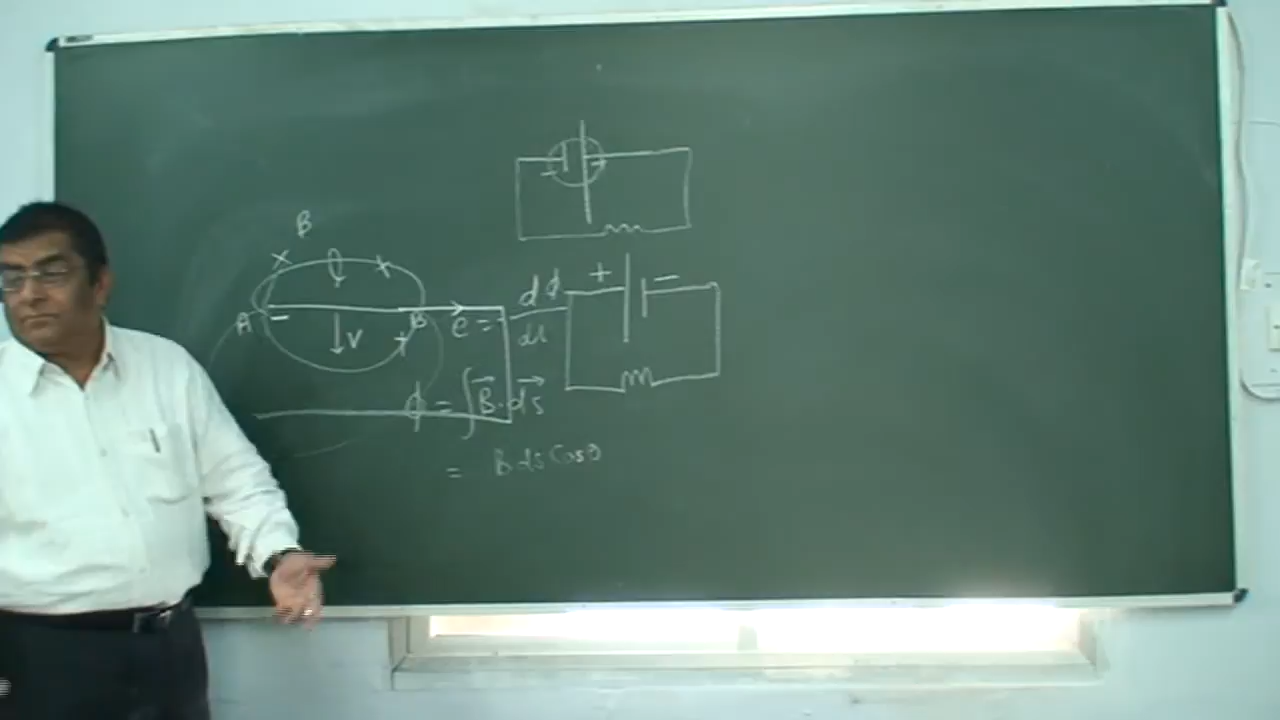 B
A
B
V
e = - dϕ/dt
+ -
ϕ = ∫ B⃗ . ds⃗
= B ds Cosθ